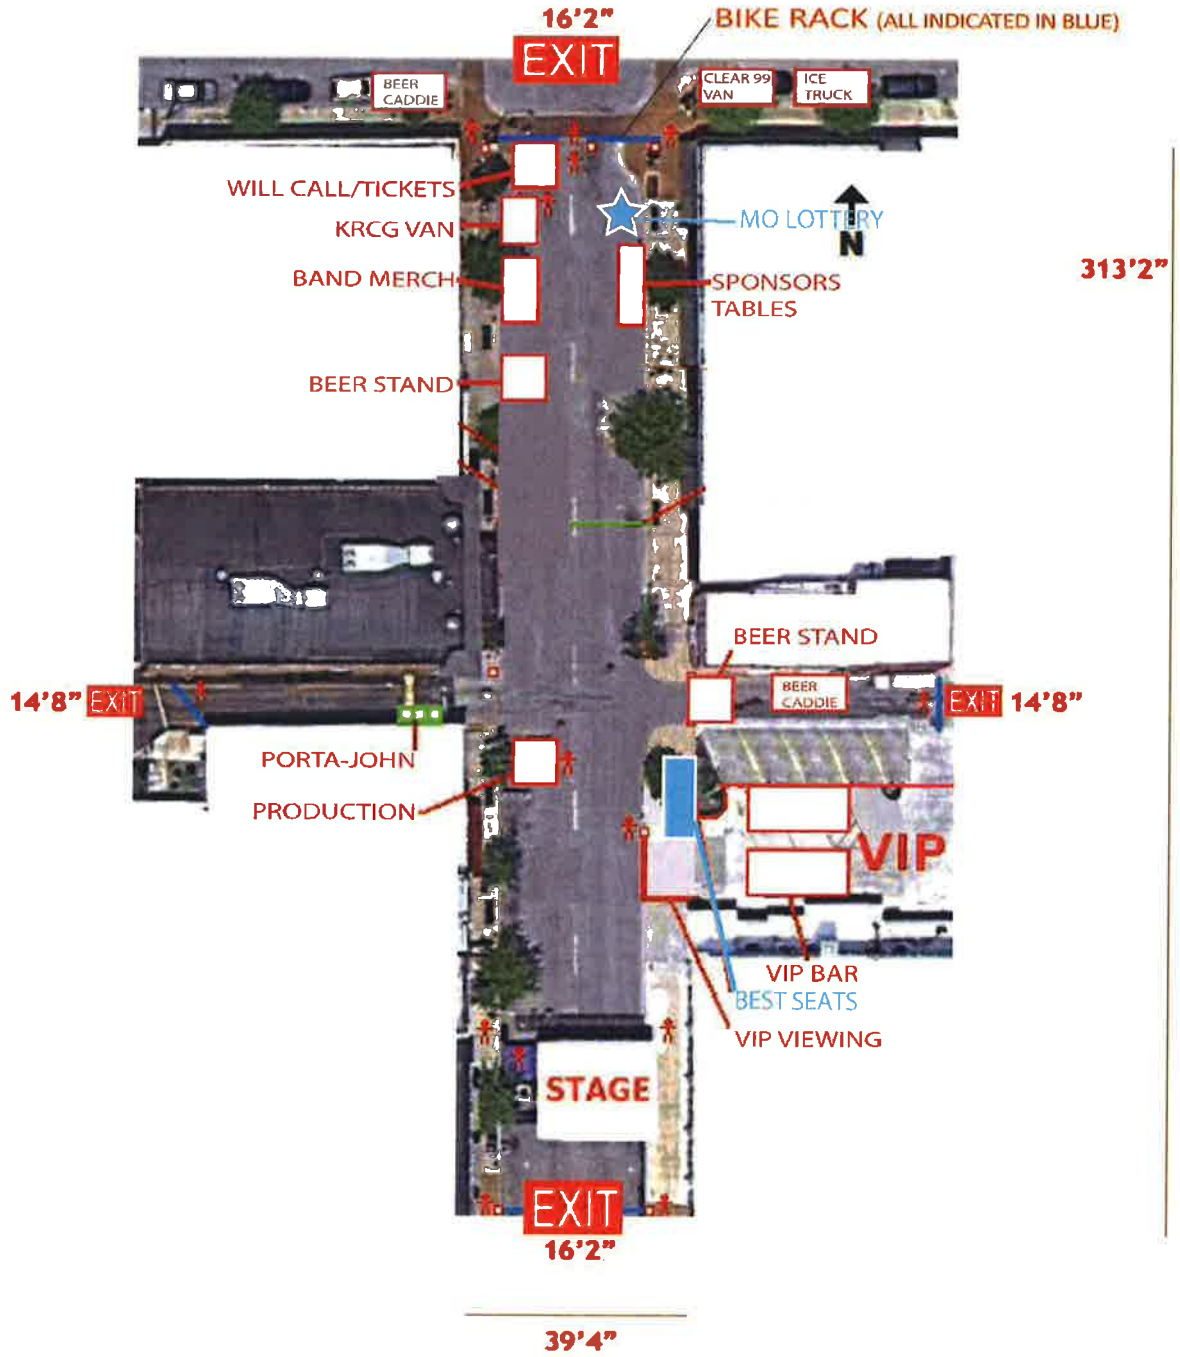 16'2"
BIKE RACK (ALL INDICATED IN BLUE)
EXIT
BEER
CADDIE
CLEAR 99
VAN
ICE
TRUCK
WILL CALL/TICKETS
KRCG VAN
MO LOTTERY
N
313'2"
BAND MERCH
SPONSORS
TABLES
BEER STAND
BEER STAND
14'8" EXIT
BEER
CADDIE
EXIT 14'8"
PORTA-JOHN
PRODUCTION
VIP
VIP BAR
BEST SEATS
VIP VIEWING
STAGE
EXIT
16'2"
39'4"